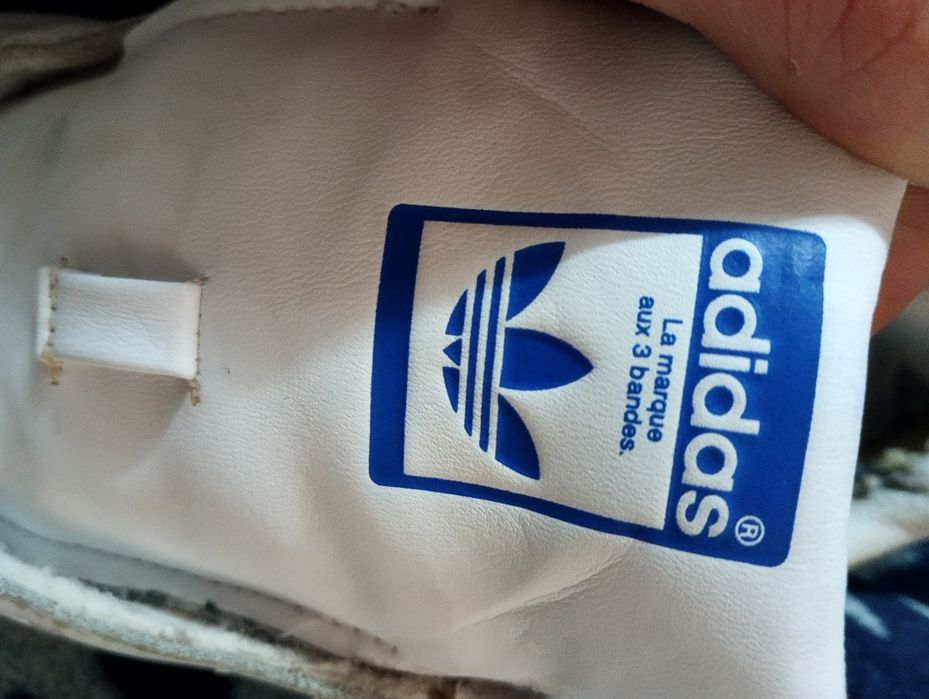 adidas®
La marque
aux 3 bandes.